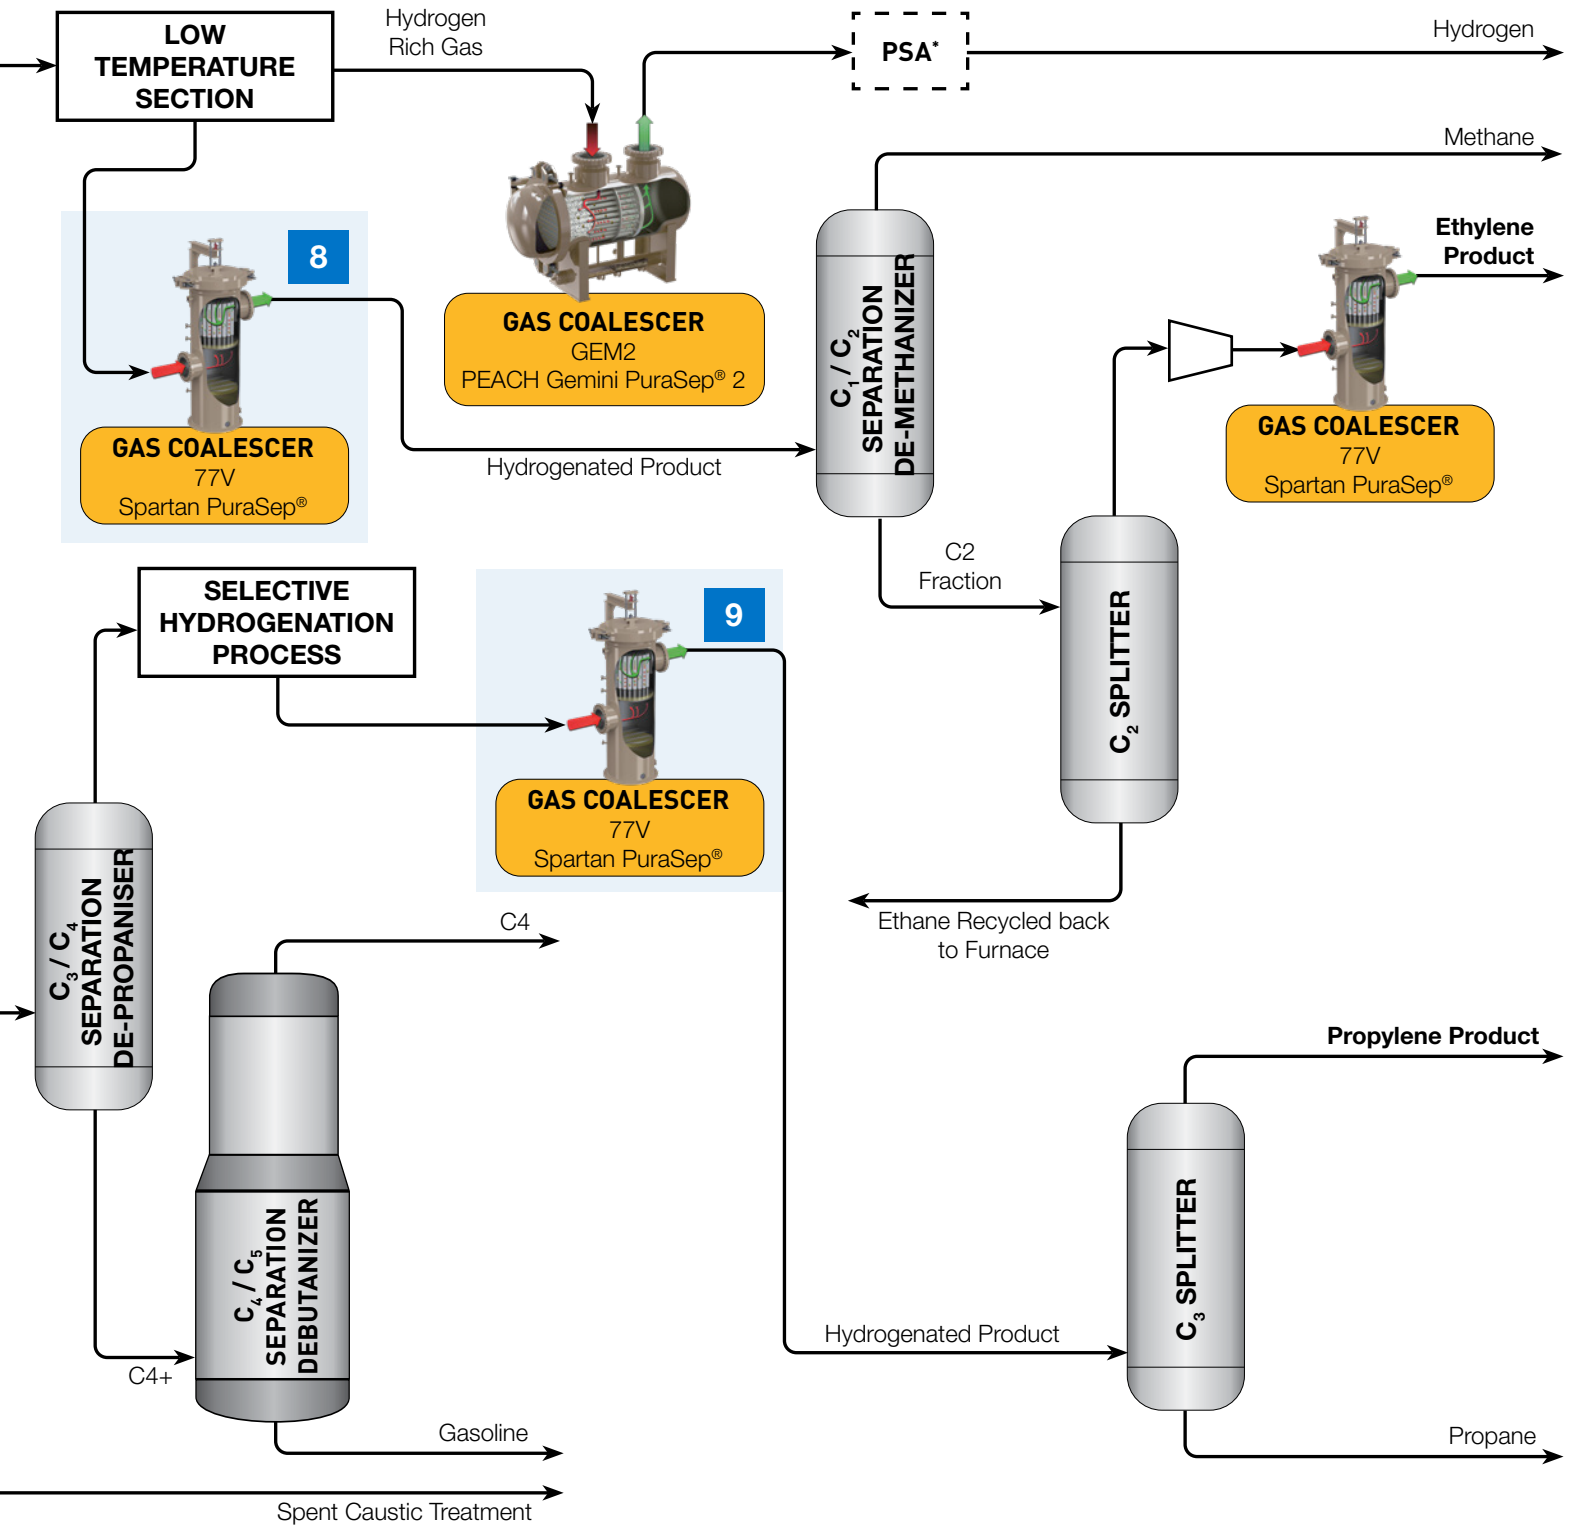 LOW
TEMPERATURE
SECTION
Hydrogen
Rich Gas
PSA*
Hydrogen
Methane
Ethylene
Product
8
GAS COALESCER
GEM2
PEACH Gemini PuraSep® 2
C₁ / C₂
SEPARATION
DE-METHANIZER
GAS COALESCER
77V
Spartan PuraSep®
GAS COALESCER
77V
Spartan PuraSep®
Hydrogenated Product
C2
Fraction
SELECTIVE
HYDROGENATION
PROCESS
9
C₂ SPLITTER
GAS COALESCER
77V
Spartan PuraSep®
C₃ / C₄
SEPARATION
DE-PROPANISER
C4
Ethane Recycled back
to Furnace
Propylene Product
C₄ / C₅
SEPARATION
DEBUTANIZER
C₃ SPLITTER
Hydrogenated Product
C4+
Gasoline
Propane
Spent Caustic Treatment